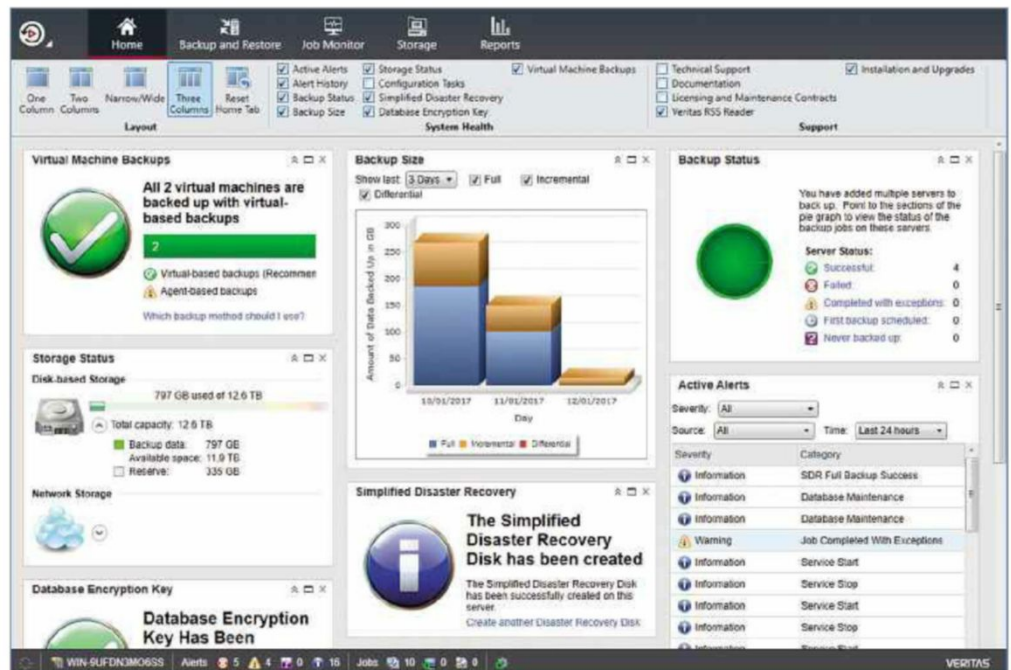 Home
Backup and Restore
Job Monitor
Storage
Reports
One Column
Two Columns
Narrow/Wide
Three Columns
Reset Home Tab
Layout
Active Alerts
Alert History
Backup Status
Backup Size
Storage Status
Configuration Tasks
Simplified Disaster Recovery
Database Encryption Key
Virtual Machine Backups
System Health
Technical Support
Documentation
Licensing and Maintenance Contracts
Veritas RSS Reader
Installation and Upgrades
Support
Virtual Machine Backups
All 2 virtual machines are
backed up with virtual-
based backups
2
Virtual-based backups (Recommen
Agent-based backups
Which backup method should I use?
Storage Status
Disk-based Storage
797 GB used of 12.6 TB
Total capacity: 12.6 TB
Backup data: 797 GB
Available space: 11.9 TB
Reserve: 335 GB
Network Storage
Database Encryption Key
Database Encryption
Key Has Been
Backup Size
Show last: 3 Days Full Incremental
Differential
Amount of Data Backed Up in GB
300
250
200
150
100
50
0
10/01/2017 11/01/2017 12/01/2017
Day
Full Incremental Differential
Simplified Disaster Recovery
The Simplified
Disaster Recovery
Disk has been created
The Simplified Disaster Recovery Disk
has been successfully created on this
server.
Create another Disaster Recovery Disk
Backup Status
You have added multiple servers to
back up. Point to the sections of the
pie graph to view the status of the
backup jobs on these servers.
Server Status:
Successful: 4
Failed: 0
Completed with exceptions: 0
First backup scheduled: 0
Never backed up: 0
Active Alerts
Severity: All
Source: All Time: Last 24 hours
Severity Category
Information SDR Full Backup Success
Information Database Maintenance
Information Database Maintenance
Warning Job Completed With Exceptions
Information Service Start
Information Service Stop
Information Service Start
Information Service Stop
Information Service Start
WIN-9UFDN3MO6SS Alerts 5 4 0 16 Jobs 10 0 0
VERITAS